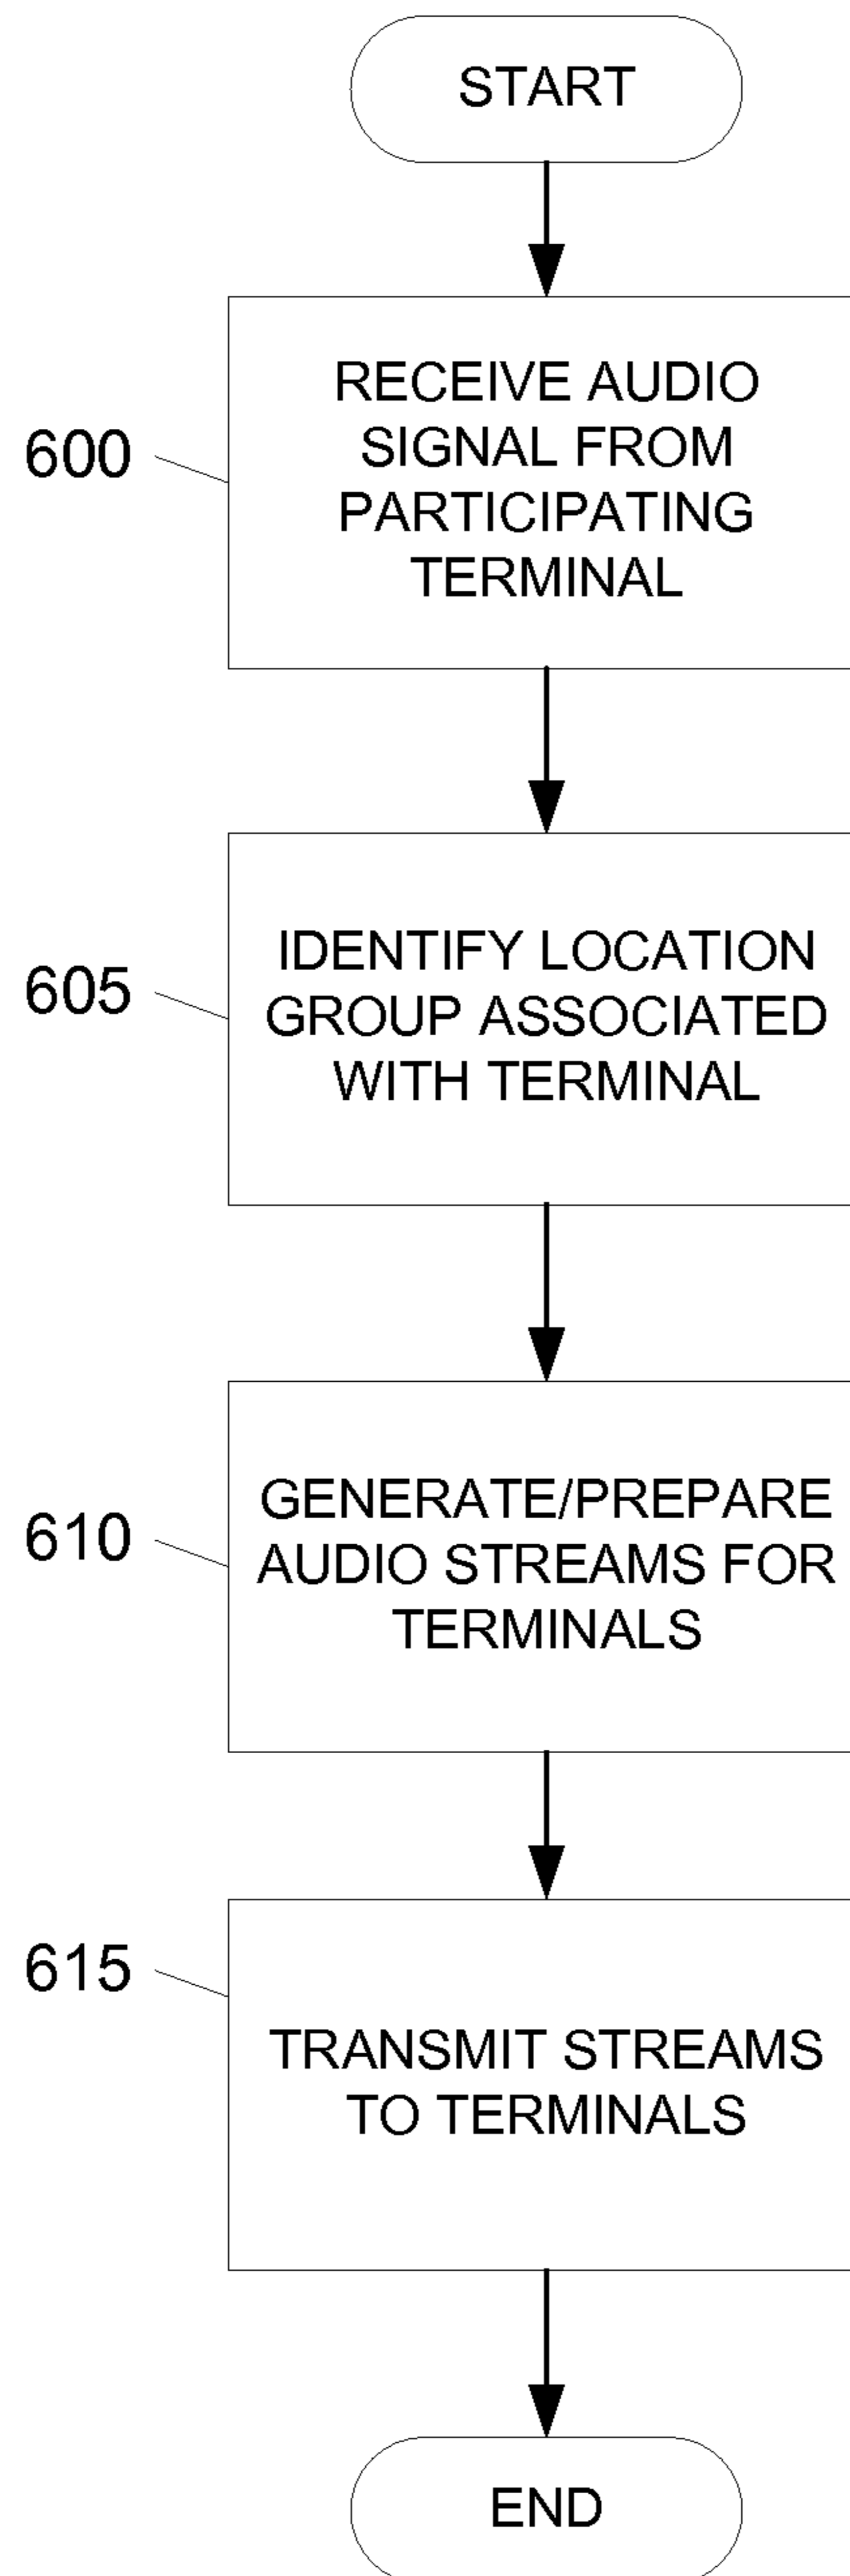 START
600
RECEIVE AUDIO
SIGNAL FROM
PARTICIPATING
TERMINAL
605
IDENTIFY LOCATION
GROUP ASSOCIATED
WITH TERMINAL
610
GENERATE/PREPARE
AUDIO STREAMS FOR
TERMINALS
615
TRANSMIT STREAMS
TO TERMINALS
END